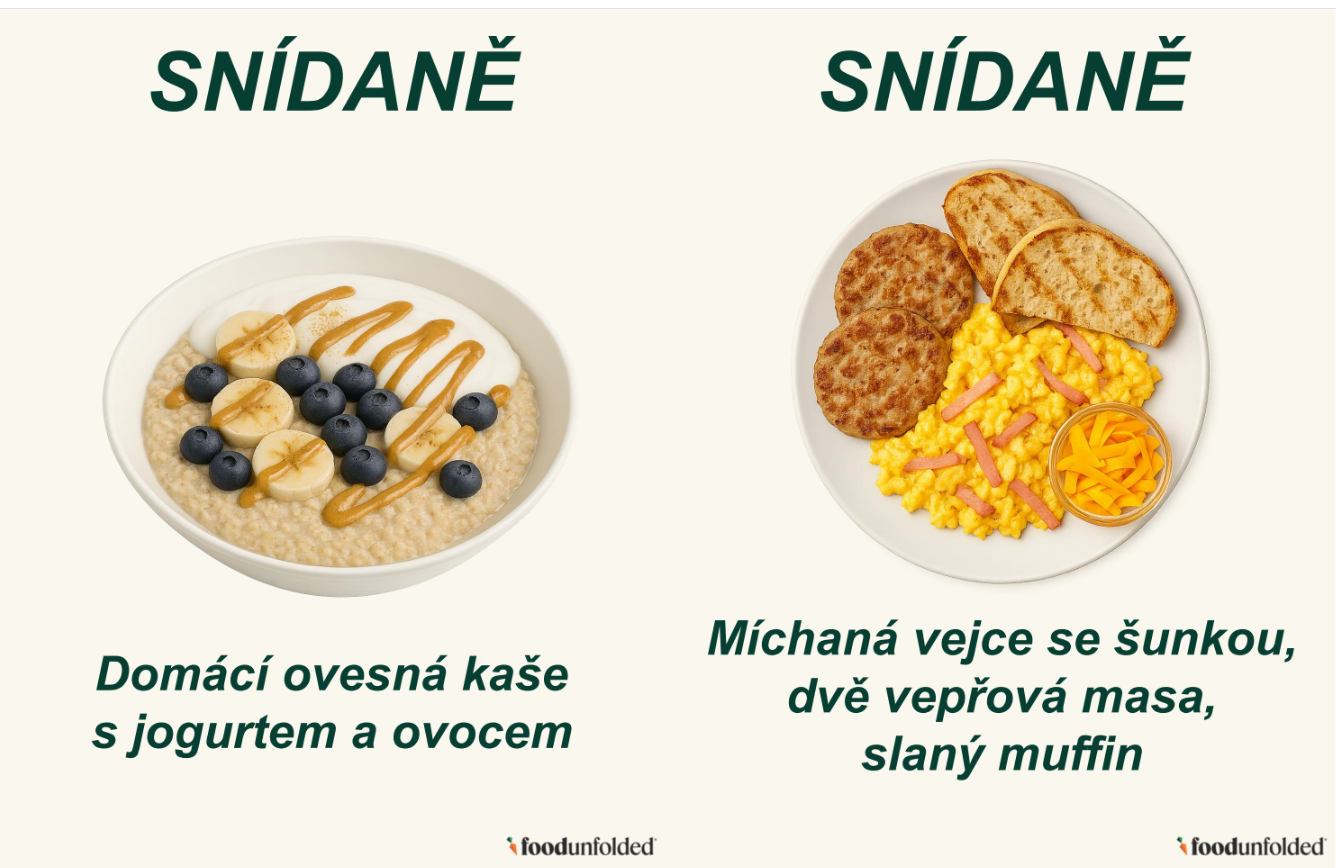 SNÍDANĚ
Domácí ovesná kaše
s jogurtem a ovocem
foodunfolded
SNÍDANĚ
Míchaná vejce se šunkou,
dvě vepřová masa,
slaný muffin
foodunfolded